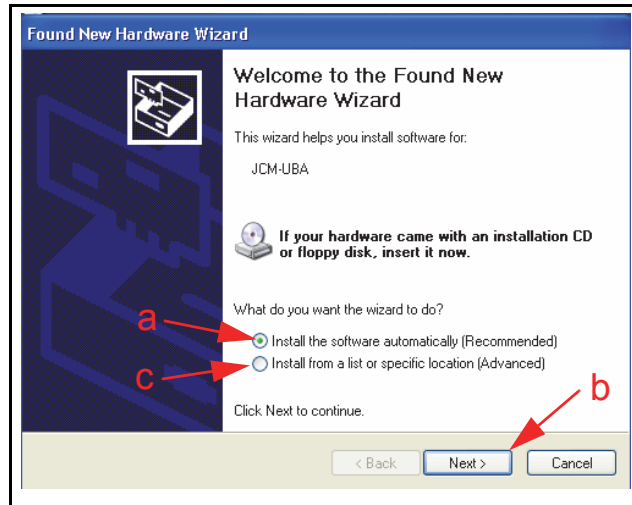 Found New Hardware Wizard
Welcome to the Found New
Hardware Wizard
This wizard helps you install software for:
JCM-UBA
If your hardware came with an installation CD
or floppy disk, insert it now.
What do you want the wizard to do?
a
Install the software automatically (Recommended)
c
Install from a list or specific location (Advanced)
b
Click Next to continue.
< Back
Next >
Cancel